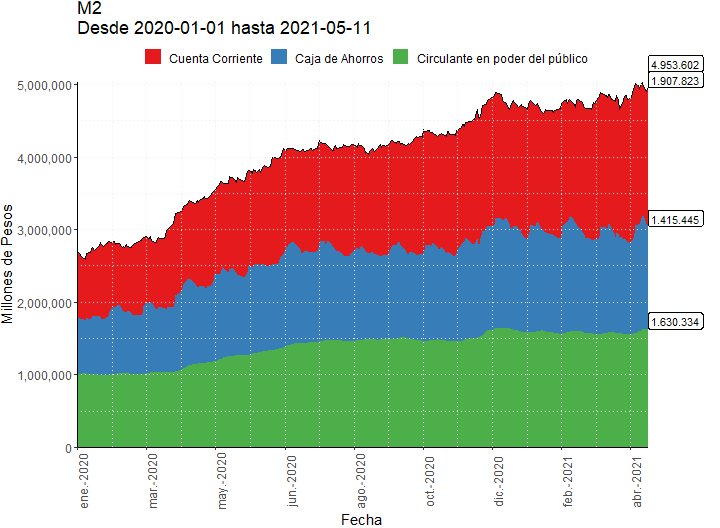 M2
Desde 2020-01-01 hasta 2021-05-11
Cuenta Corriente Caja de Ahorros Circulante en poder del público
4.953.602
1.907.823
1.415.445
1.630.334
5,000,000
4,000,000
3,000,000
2,000,000
1,000,000
0
Millones de Pesos
ene.-2020
mar.-2020
may.-2020
jun.-2020
ago.-2020
oct.-2020
dic.-2020
feb.-2021
abr.-2021
Fecha